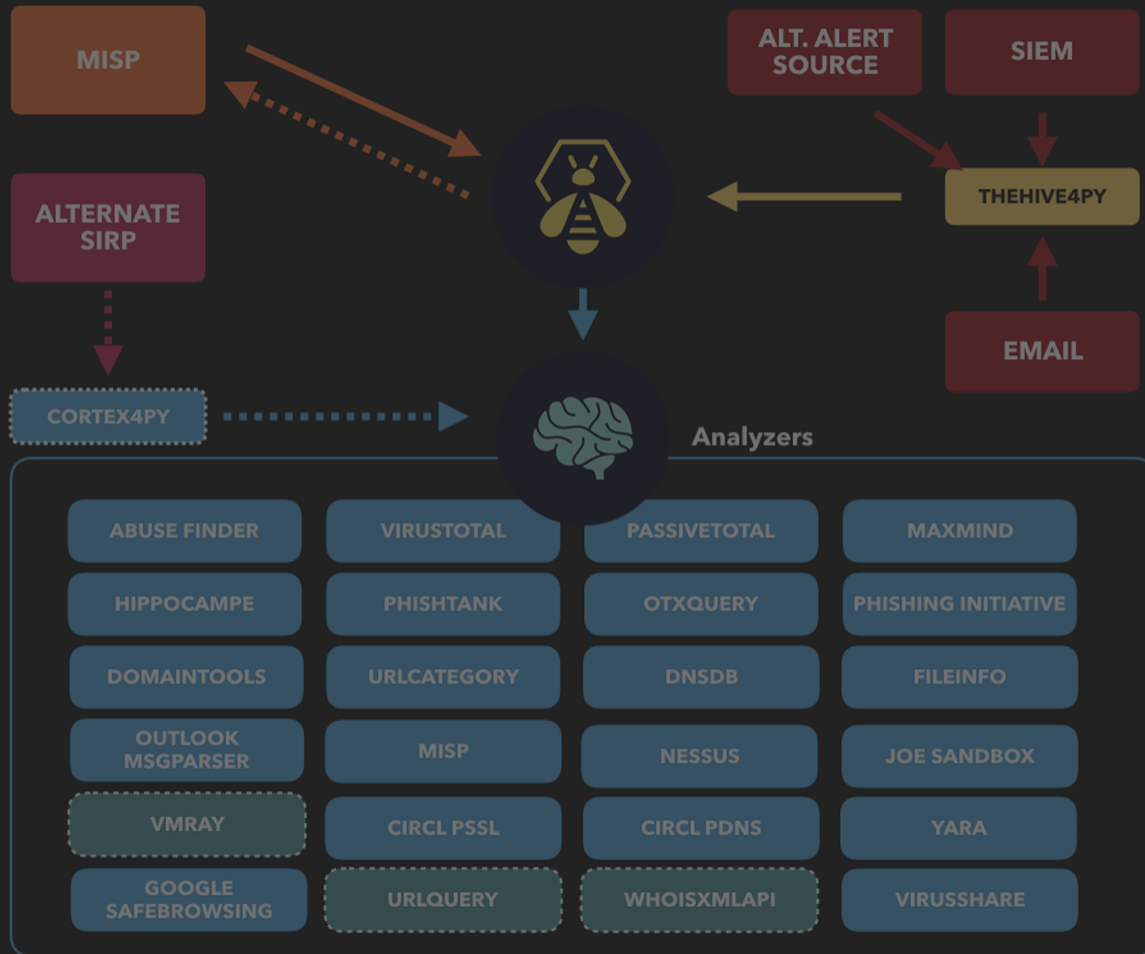 MISP
ALT. ALERT
SOURCE
SIEM
ALTERNATE
SIRP
THEHIVE4PY
EMAIL
CORTEX4PY
Analyzers
ABUSE FINDER
VIRUSTOTAL
PASSIVETOTAL
MAXMIND
HIPPOCAMPE
PHISHTANK
OTXQUERY
PHISHING INITIATIVE
DOMAINTOOLS
URLCATEGORY
DNSDB
FILEINFO
OUTLOOK
MSGPARSER
MISP
NESSUS
JOE SANDBOX
VMRAY
CIRCL PSSL
CIRCL PDNS
YARA
GOOGLE
SAFEBROWSING
URLQUERY
WHOISXMLAPI
VIRUSSHARE